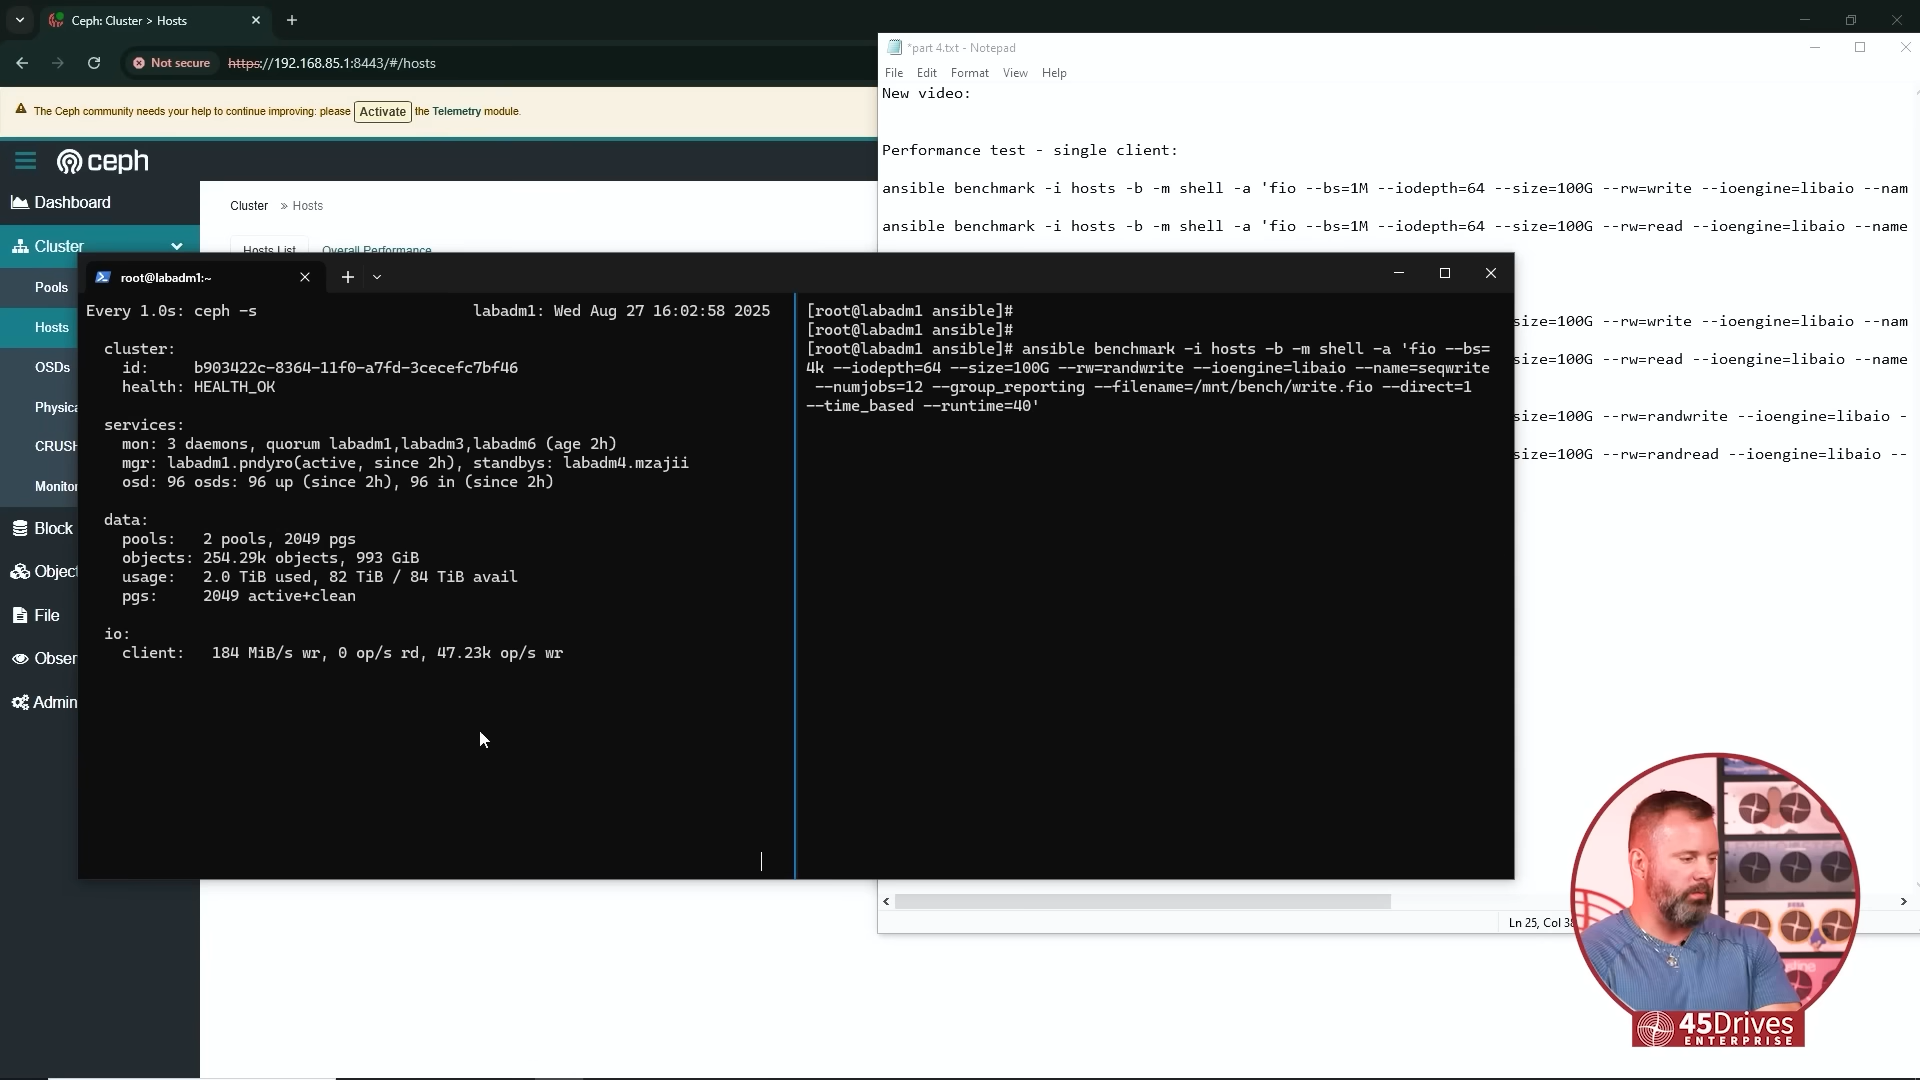 Ceph: Cluster > Hosts
Not secure
https://192.168.85.1:8443/#/hosts
The Ceph community needs your help to continue improving: please Activate the Telemetry module.
ceph
Dashboard
Cluster
Pools
Hosts
OSDs
Physica
CRUSH
Monitor
Block
Object
File
Obser
Admin
Cluster » Hosts
Hosts List Overall Performance
*part 4.txt - Notepad
File Edit Format View Help
New video:
Performance test - single client:
ansible benchmark -i hosts -b -m shell -a 'fio --bs=1M --iodepth=64 --size=100G --rw=write --ioengine=libaio --nam
ansible benchmark -i hosts -b -m shell -a 'fio --bs=1M --iodepth=64 --size=100G --rw=read --ioengine=libaio --name
size=100G --rw=write --ioengine=libaio --nam
size=100G --rw=read --ioengine=libaio --name
size=100G --rw=randwrite --ioengine=libaio -
size=100G --rw=randread --ioengine=libaio --
Ln 25, Col 38
root@labadm1:~
Every 1.0s: ceph -s labadm1: Wed Aug 27 16:02:58 2025
cluster:
id: b903422c-8364-11f0-a7fd-3cecefc7bf46
health: HEALTH_OK
services:
mon: 3 daemons, quorum labadm1,labadm3,labadm6 (age 2h)
mgr: labadm1.pndyro(active, since 2h), standbys: labadm4.mzajii
osd: 96 osds: 96 up (since 2h), 96 in (since 2h)
data:
pools: 2 pools, 2049 pgs
objects: 254.29k objects, 993 GiB
usage: 2.0 TiB used, 82 TiB / 84 TiB avail
pgs: 2049 active+clean
io:
client: 184 MiB/s wr, 0 op/s rd, 47.23k op/s wr
[root@labadm1 ansible]#
[root@labadm1 ansible]#
[root@labadm1 ansible]# ansible benchmark -i hosts -b -m shell -a 'fio --bs=
4k --iodepth=64 --size=100G --rw=randwrite --ioengine=libaio --name=seqwrite
--numjobs=12 --group_reporting --filename=/mnt/bench/write.fio --direct=1
--time_based --runtime=40'
45Drives
ENTERPRISE